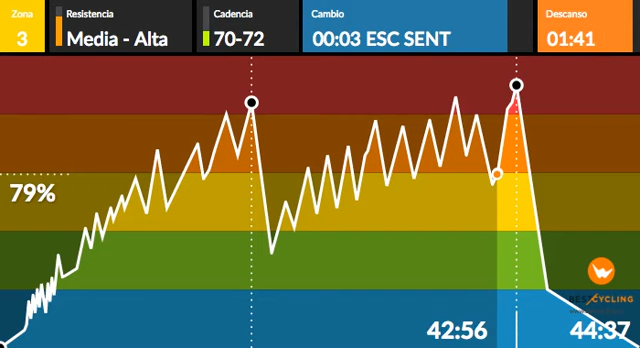 Zona
3
Resistencia
Media - Alta
Cadencia
70-72
Cambio
00:03 ESC SENT
Descanso
01:41
79%
BESTCYCLING
42:56
44:37